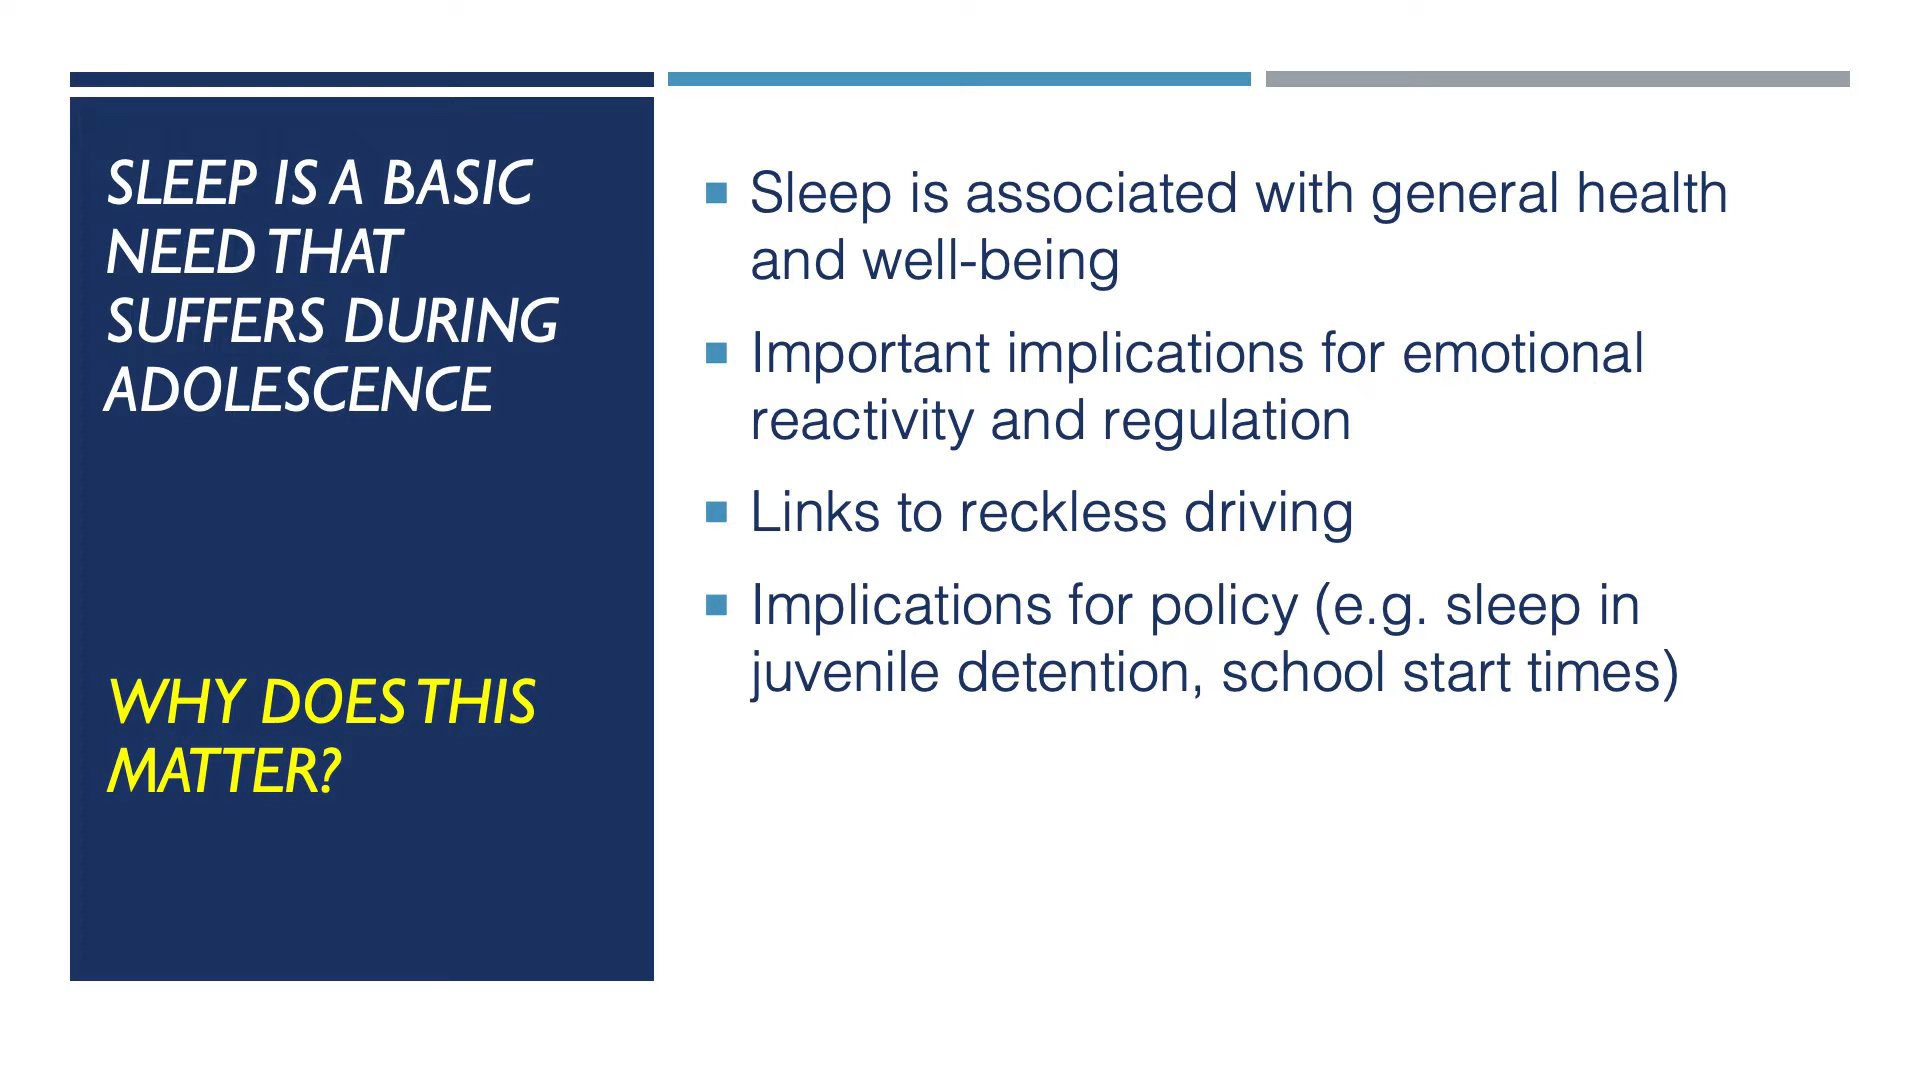 SLEEP IS A BASIC
NEED THAT
SUFFERS DURING
ADOLESCENCE
WHY DOES THIS
MATTER?
Sleep is associated with general health
and well-being
Important implications for emotional
reactivity and regulation
Links to reckless driving
Implications for policy (e.g. sleep in
juvenile detention, school start times)